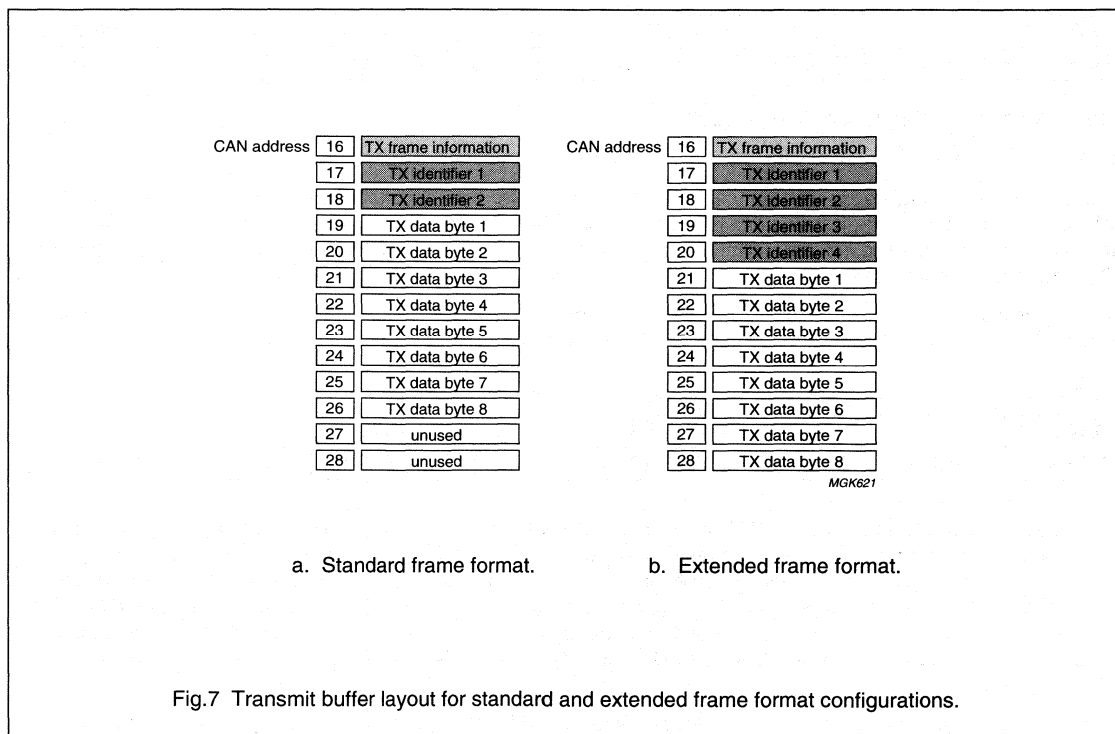 CAN address 16 TX frame information CAN address 16 TX frame information
17 TX identifier 1 17 TX identifier 1
18 TX identifier 2 18 TX identifier 2
19 TX data byte 1 19 TX identifier 3
20 TX data byte 2 20 TX identifier 4
21 TX data byte 3 21 TX data byte 1
22 TX data byte 4 22 TX data byte 2
23 TX data byte 5 23 TX data byte 3
24 TX data byte 6 24 TX data byte 4
25 TX data byte 7 25 TX data byte 5
26 TX data byte 8 26 TX data byte 6
27 unused 27 TX data byte 7
28 unused 28 TX data byte 8
MGK621
a. Standard frame format. b. Extended frame format.
Fig.7 Transmit buffer layout for standard and extended frame format configurations.